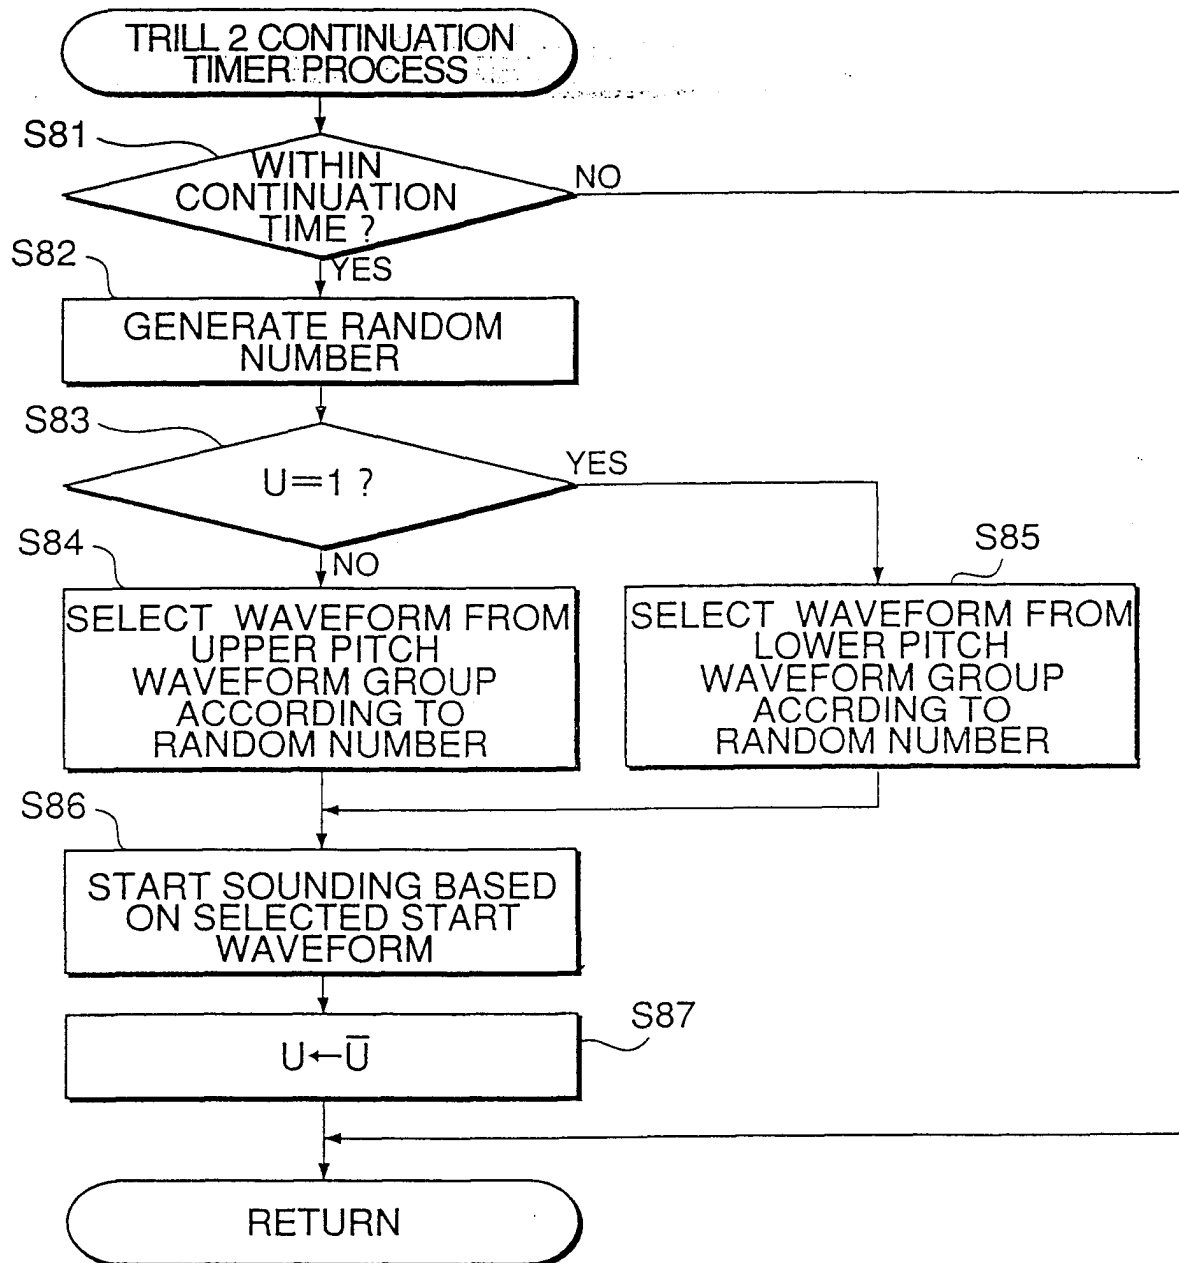 TRILL 2 CONTINUATION
TIMER PROCESS
S81
WITHIN
CONTINUATION
TIME ?
NO
YES
S82
GENERATE RANDOM
NUMBER
S83
U=1 ?
YES
NO
S84
SELECT WAVEFORM FROM
UPPER PITCH
WAVEFORM GROUP
ACCORDING TO
RANDOM NUMBER
S85
SELECT WAVEFORM FROM
LOWER PITCH
WAVEFORM GROUP
ACCRDING TO
RANDOM NUMBER
S86
START SOUNDING BASED
ON SELECTED START
WAVEFORM
S87
U←U̅
RETURN